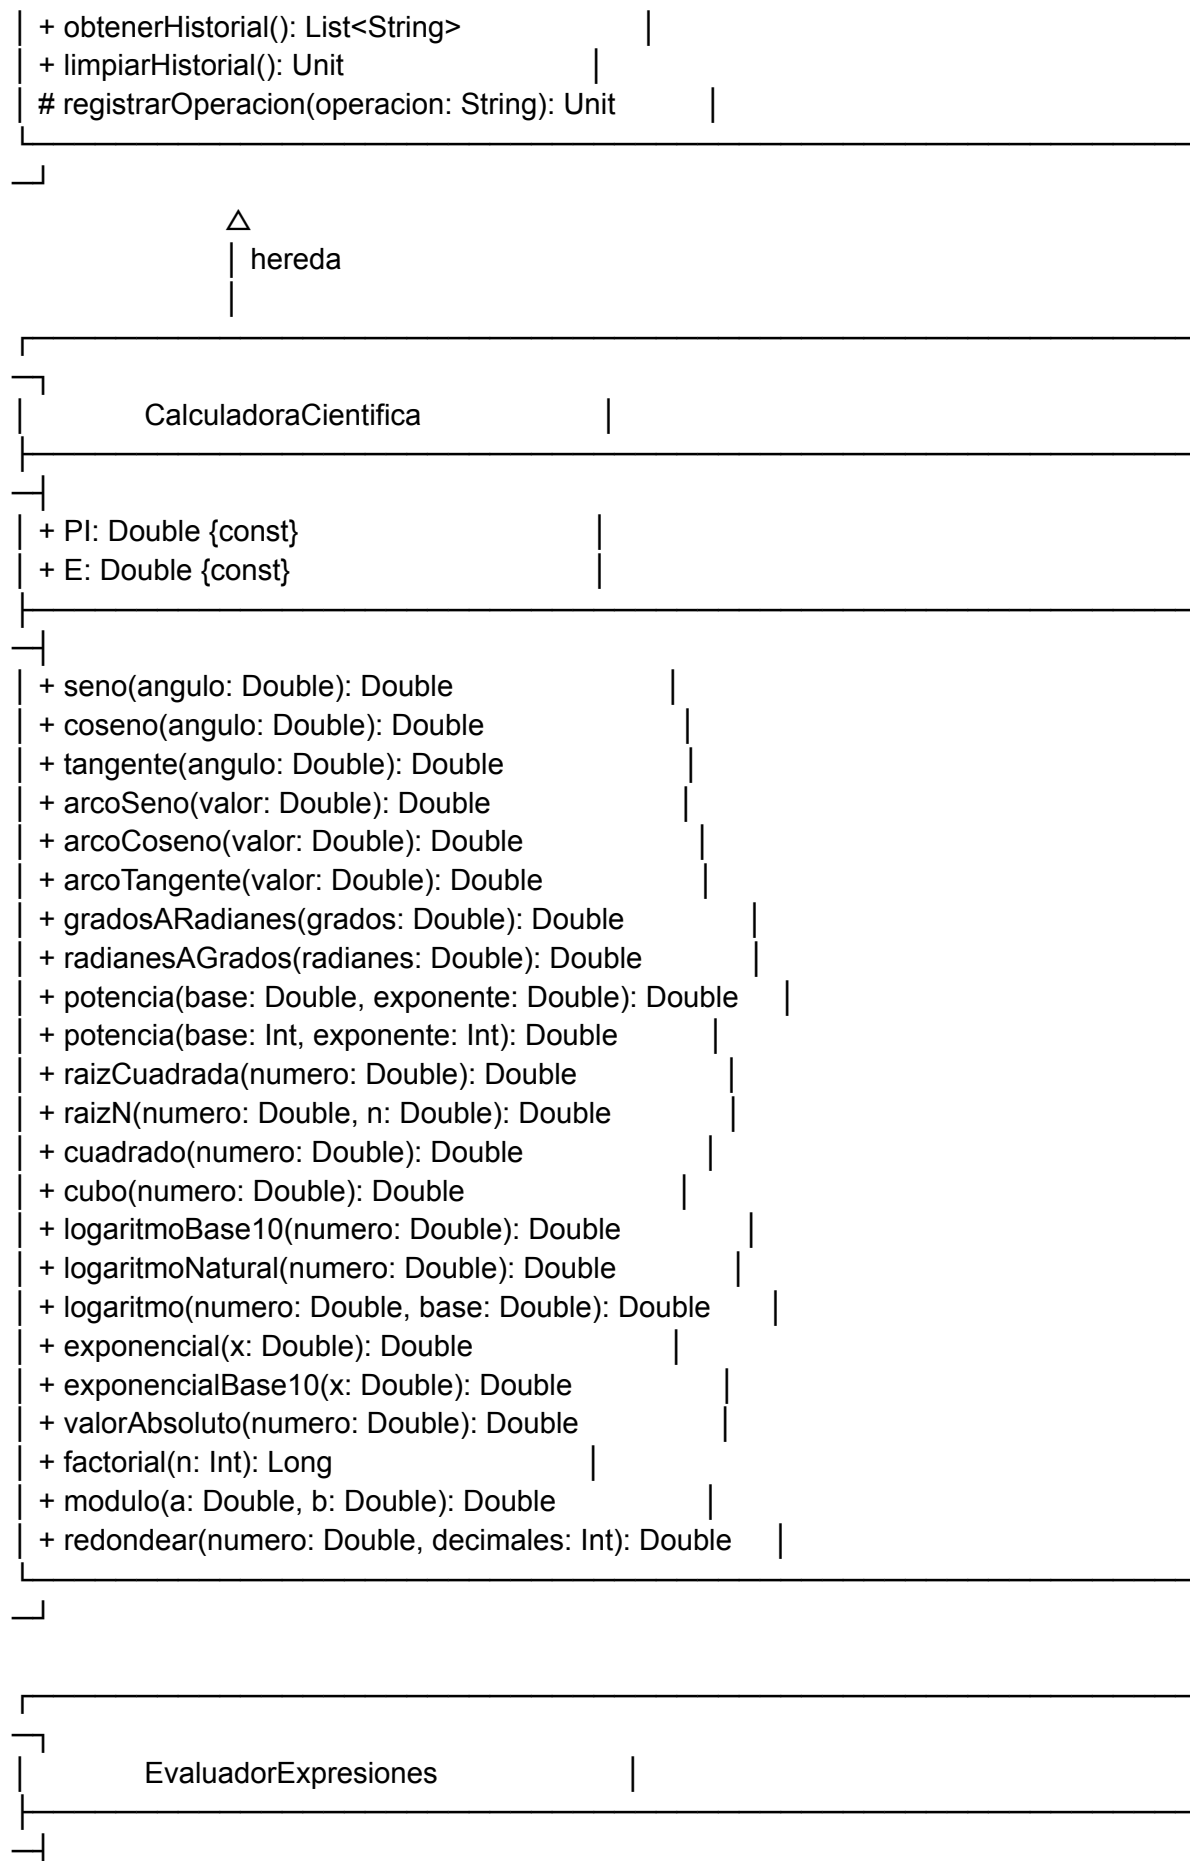 │ + obtenerHistorial(): List<String> │
│ + limpiarHistorial(): Unit │
│ # registrarOperacion(operacion: String): Unit │
△
│ hereda
│
│ CalculadoraCientifica │
│ + PI: Double {const} │
│ + E: Double {const} │
│ + seno(angulo: Double): Double │
│ + coseno(angulo: Double): Double │
│ + tangente(angulo: Double): Double │
│ + arcoSeno(valor: Double): Double │
│ + arcoCoseno(valor: Double): Double │
│ + arcoTangente(valor: Double): Double │
│ + gradosARadianes(grados: Double): Double │
│ + radianesAGrados(radianes: Double): Double │
│ + potencia(base: Double, exponente: Double): Double │
│ + potencia(base: Int, exponente: Int): Double │
│ + raizCuadrada(numero: Double): Double │
│ + raizN(numero: Double, n: Double): Double │
│ + cuadrado(numero: Double): Double │
│ + cubo(numero: Double): Double │
│ + logaritmoBase10(numero: Double): Double │
│ + logaritmoNatural(numero: Double): Double │
│ + logaritmo(numero: Double, base: Double): Double │
│ + exponencial(x: Double): Double │
│ + exponencialBase10(x: Double): Double │
│ + valorAbsoluto(numero: Double): Double │
│ + factorial(n: Int): Long │
│ + modulo(a: Double, b: Double): Double │
│ + redondear(numero: Double, decimales: Int): Double │
│ EvaluadorExpresiones │